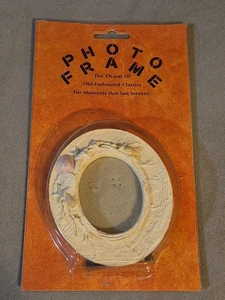 PHOTO
FRAME
The Charm Of
Old-Fashioned Classics
For Moments that last forever.